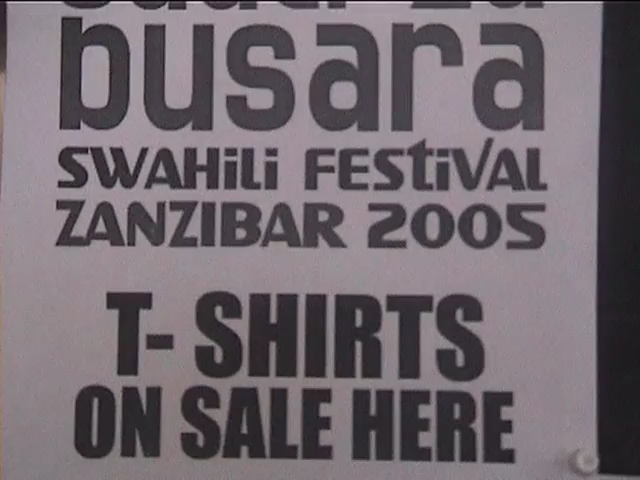 busara
SWAHiLi FEStiVAL
ZANZIBAR 2005
T- SHIRTS
ON SALE HERE